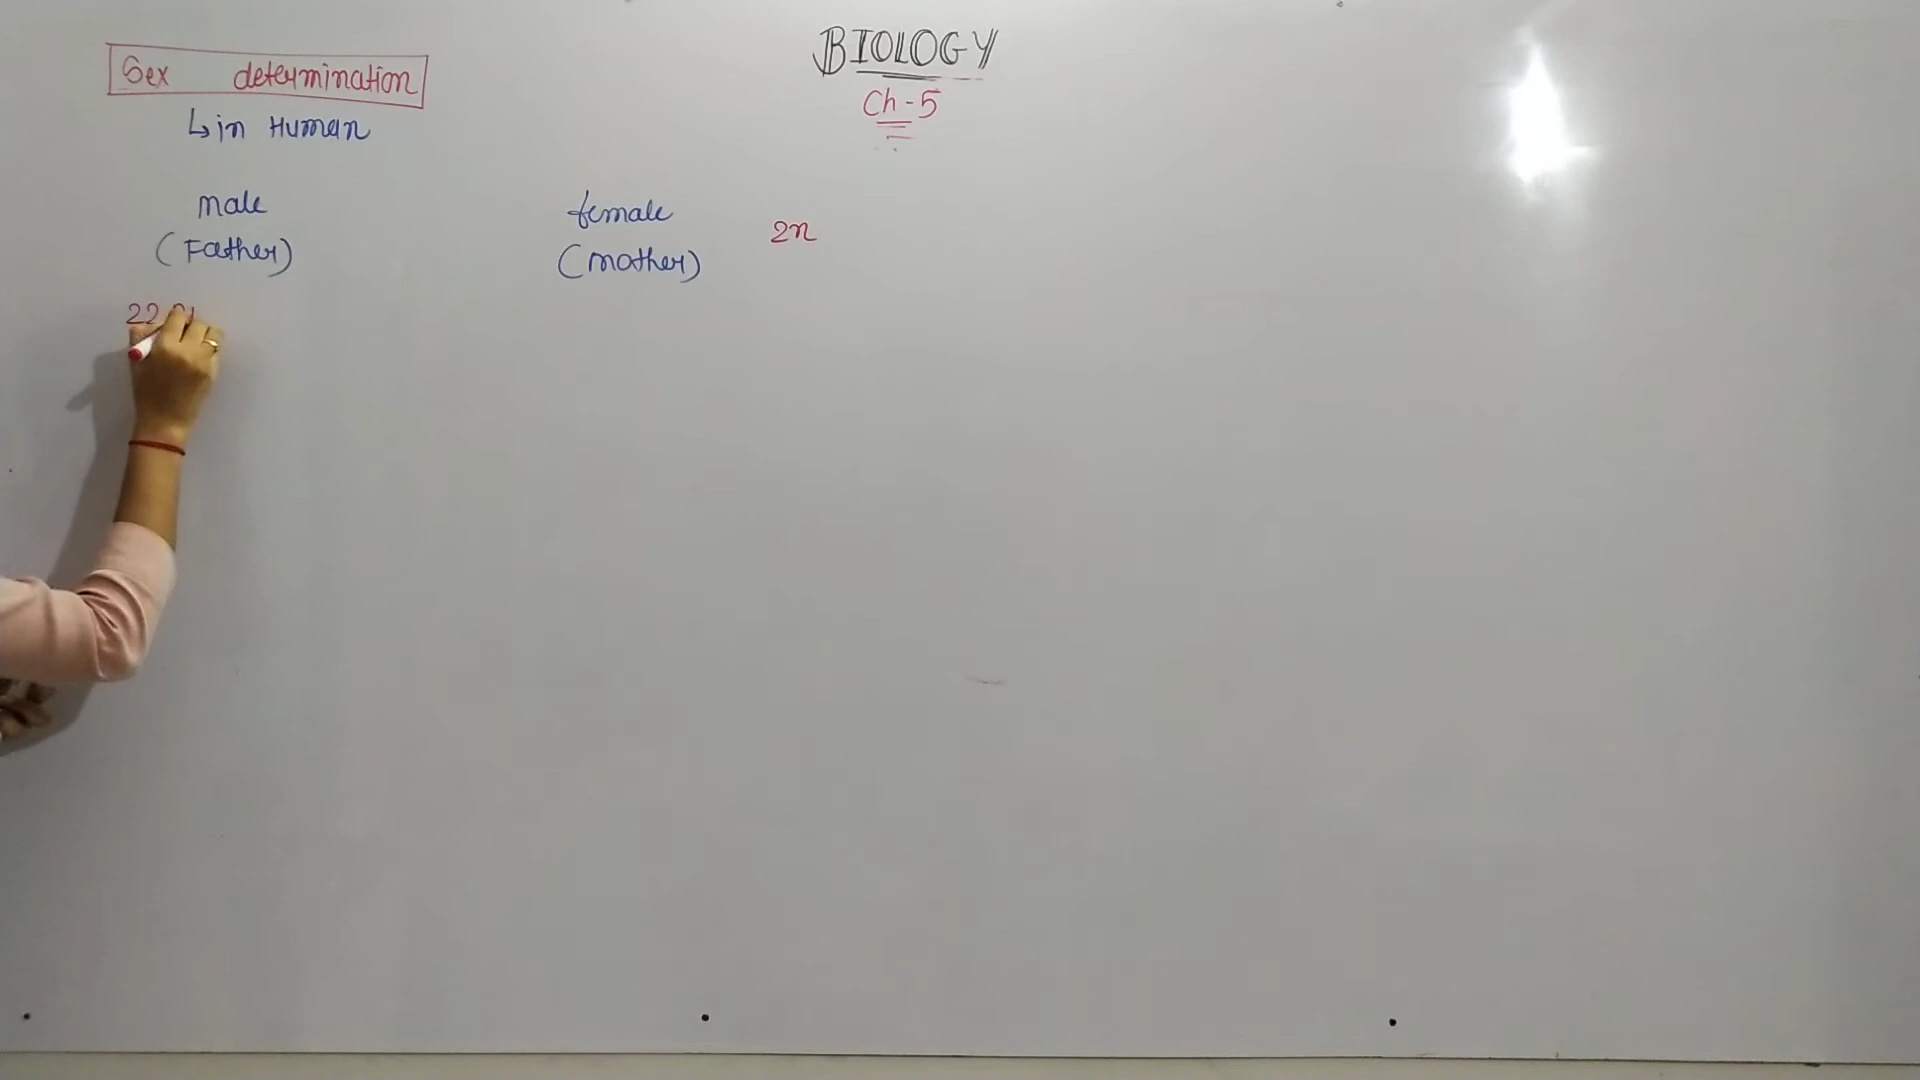 BIOLOGY
Ch-5
Sex determination
↳ in Human
male
(Father)
female
(mother)
2n
22